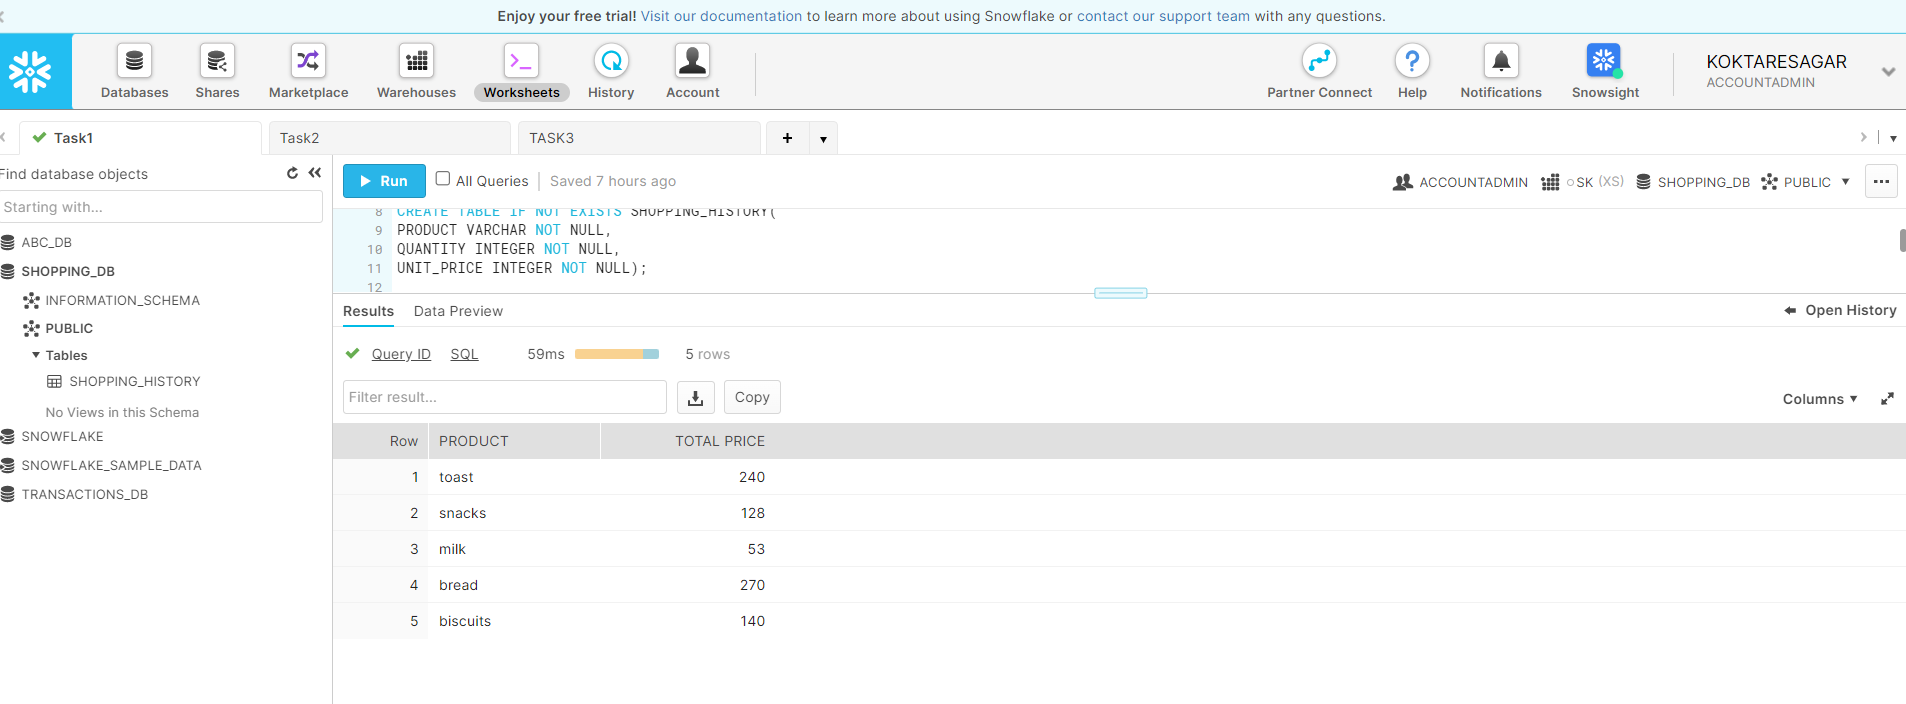 Enjoy your free trial! Visit our documentation to learn more about using Snowflake or contact our support team with any questions.
Databases
Shares
Marketplace
Warehouses
Worksheets
History
Account
Partner Connect
Help
Notifications
Snowsight
KOKTARESAGAR
ACCOUNTADMIN
Task1
Task2
TASK3
Find database objects
Starting with...
ABC_DB
SHOPPING_DB
INFORMATION_SCHEMA
PUBLIC
Tables
SHOPPING_HISTORY
No Views in this Schema
SNOWFLAKE
SNOWFLAKE_SAMPLE_DATA
TRANSACTIONS_DB
Run All Queries Saved 7 hours ago
ACCOUNTADMIN SK (XS) SHOPPING_DB PUBLIC
8 CREATE TABLE IF NOT EXISTS SHOPPING_HISTORY(
9 PRODUCT VARCHAR NOT NULL,
10 QUANTITY INTEGER NOT NULL,
11 UNIT_PRICE INTEGER NOT NULL);
12
Results Data Preview Open History
Query ID SQL 59ms 5 rows
Filter result... Copy Columns
Row PRODUCT TOTAL PRICE
1 toast 240
2 snacks 128
3 milk 53
4 bread 270
5 biscuits 140